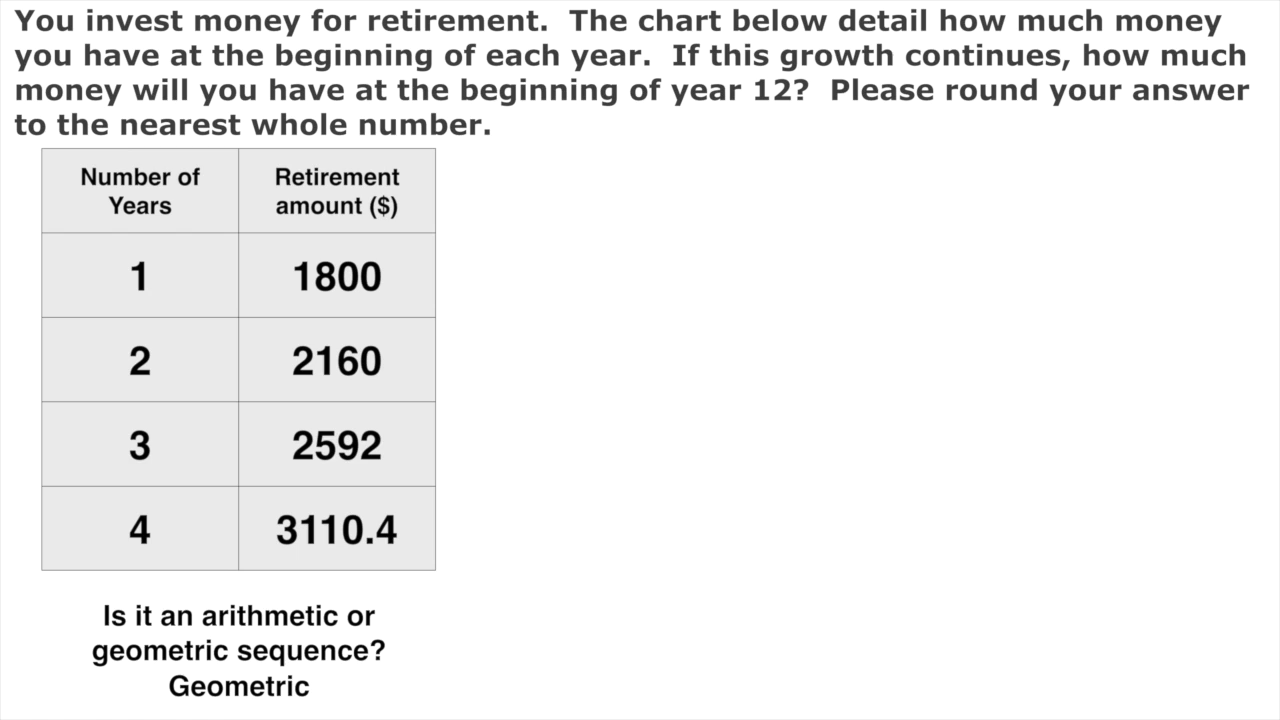 You invest money for retirement.  The chart below detail how much money
you have at the beginning of each year.  If this growth continues, how much
money will you have at the beginning of year 12?  Please round your answer
to the nearest whole number.
Number of Years
Retirement amount ($)
1 1800
2 2160
3 2592
4 3110.4
Is it an arithmetic or
geometric sequence?
Geometric